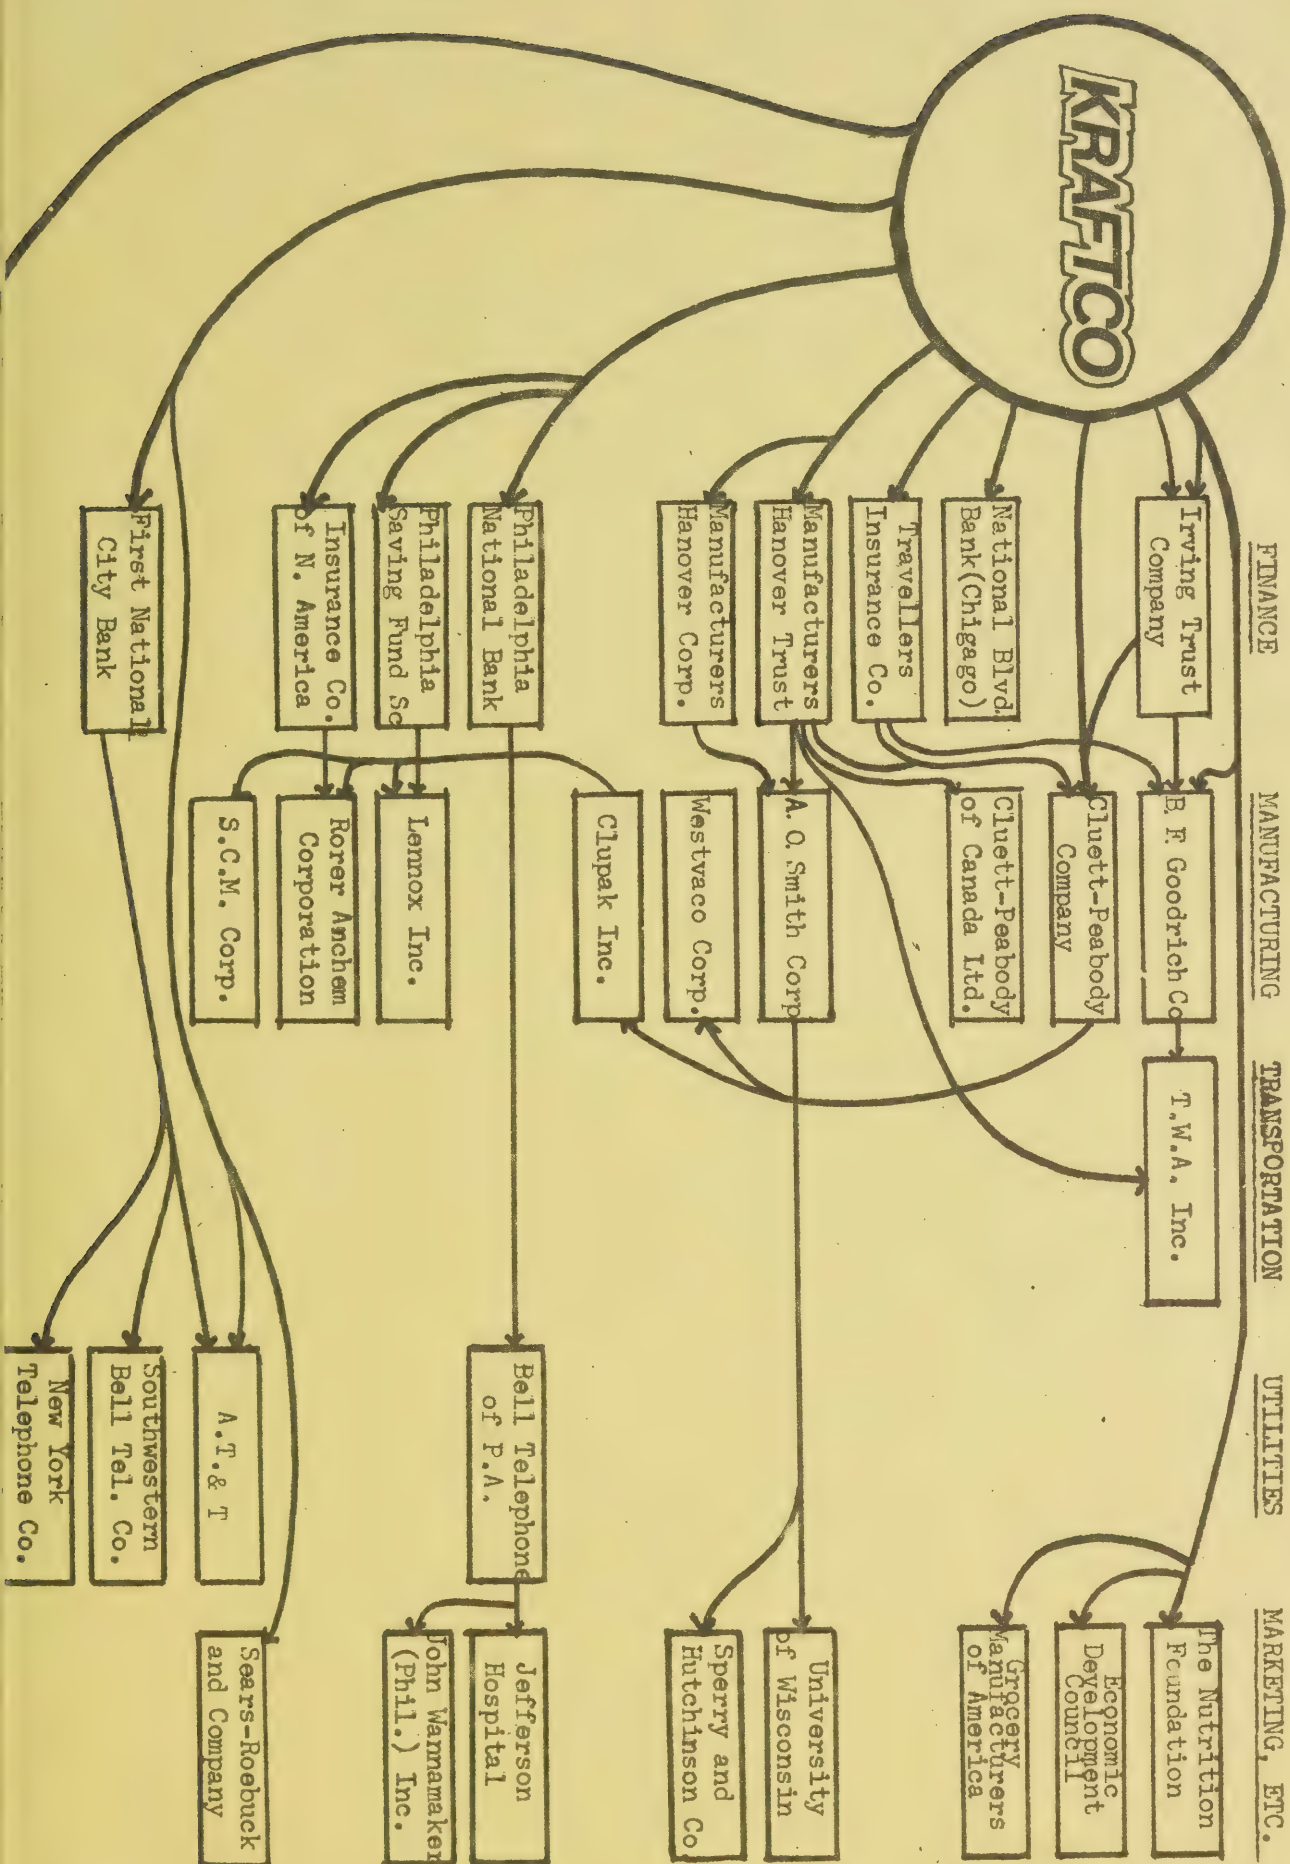 FINANCE
MANUFACTURING
TRANSPORTATION
UTILITIES
MARKETING, ETC.
KRAFTCO
Irving Trust
Company
National Blvd.
Bank(Chigago)
Travellers
Insurance Co.
Manufacturers
Hanover Trust
Manufacturers
Hanover Corp.
Philadelphia
National Bank
Philadelphia
Saving Fund Sc
Insurance Co.
of N. America
First National
City Bank
B. F. Goodrich Co
Cluett-Peabody
Company
Cluett-Peabody
of Canada Ltd.
A. O. Smith Corp
Westvaco Corp.
Clupak Inc.
Lennox Inc.
Rorer Anchem
Corporation
S.C.M. Corp.
T.W.A. Inc.
Bell Telephone
of P.A.
A.T.& T
Southwestern
Bell Tel. Co.
New York
Telephone Co.
The Nutrition
Foundation
Economic
Development
Council
Grocery
Manufacturers
of America
University
of Wisconsin
Sperry and
Hutchinson Co
Jefferson
Hospital
John Wannamaker
(Phil.) Inc.
Sears-Roebuck
and Company